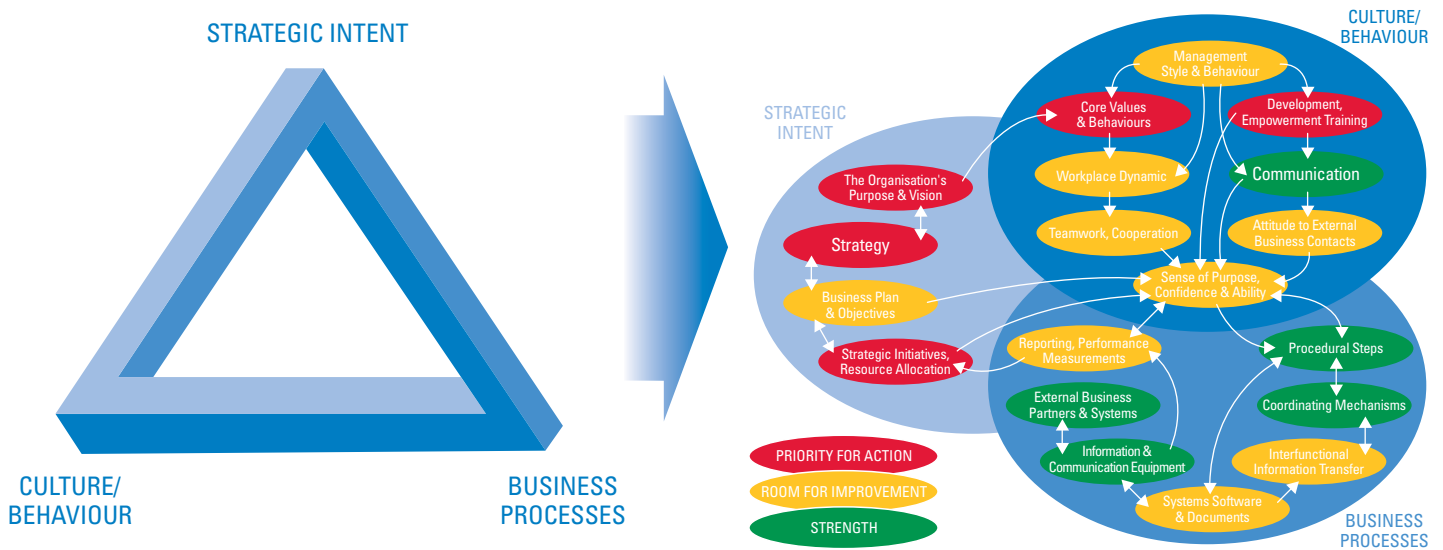 STRATEGIC INTENT
CULTURE/
BEHAVIOUR
BUSINESS
PROCESSES
STRATEGIC
INTENT
The Organisation's
Purpose & Vision
Strategy
Business Plan
& Objectives
Strategic Initiatives,
Resource Allocation
CULTURE/
BEHAVIOUR
Management
Style & Behaviour
Core Values
& Behaviours
Development,
Empowerment Training
Workplace Dynamic
Communication
Teamwork, Cooperation
Attitude to External
Business Contacts
Sense of Purpose,
Confidence & Ability
Reporting, Performance
Measurements
Procedural Steps
External Business
Partners & Systems
Coordinating Mechanisms
Information &
Communication Equipment
Interfunctional
Information Transfer
Systems Software
& Documents
BUSINESS
PROCESSES
PRIORITY FOR ACTION
ROOM FOR IMPROVEMENT
STRENGTH